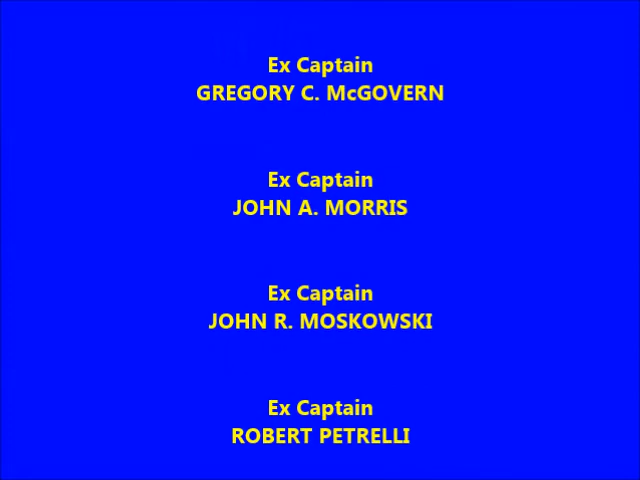 Ex Captain
GREGORY C. McGOVERN
Ex Captain
JOHN A. MORRIS
Ex Captain
JOHN R. MOSKOWSKI
Ex Captain
ROBERT PETRELLI